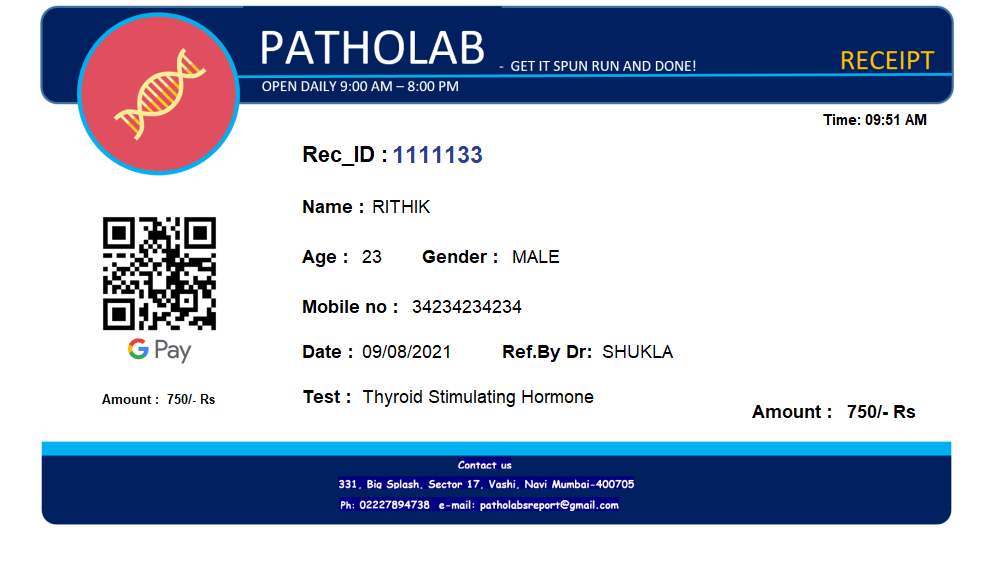 PATHOLAB - GET IT SPUN RUN AND DONE!
RECEIPT
OPEN DAILY 9:00 AM – 8:00 PM
Time: 09:51 AM
Rec_ID : 1111133
Name : RITHIK
Age : 23 Gender : MALE
Mobile no : 34234234234
G Pay
Date : 09/08/2021 Ref.By Dr: SHUKLA
Amount : 750/- Rs
Test : Thyroid Stimulating Hormone
Amount : 750/- Rs
Contact us
331, Big Splash, Sector 17, Vashi, Navi Mumbai-400705
Ph: 02227894738 e-mail: patholabsreport@gmail.com